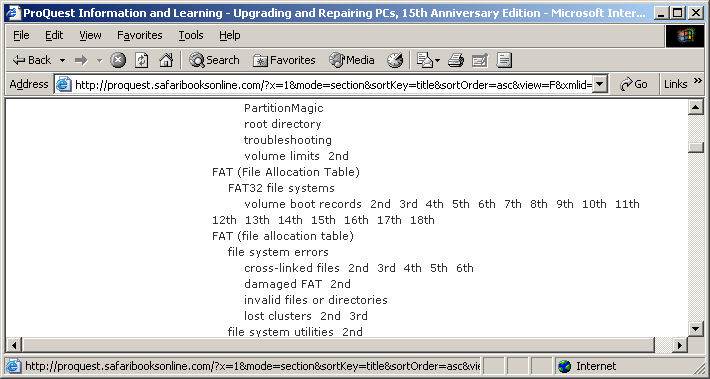 ProQuest Information and Learning - Upgrading and Repairing PCs, 15th Anniversary Edition - Microsoft Inter...
File Edit View Favorites Tools Help
Back Search Favorites Media
Address http://proquest.safaribooksonline.com/?x=1&mode=section&sortKey=title&sortOrder=asc&view=F&xmlid= Go Links »
PartitionMagic
root directory
troubleshooting
volume limits 2nd
FAT (File Allocation Table)
FAT32 file systems
volume boot records 2nd 3rd 4th 5th 6th 7th 8th 9th 10th 11th
12th 13th 14th 15th 16th 17th 18th
FAT (file allocation table)
file system errors
cross-linked files 2nd 3rd 4th 5th 6th
damaged FAT 2nd
invalid files or directories
lost clusters 2nd 3rd
file system utilities 2nd
http://proquest.safaribooksonline.com/?x=1&mode=section&sortKey=title&sortOrder=asc&vie Internet